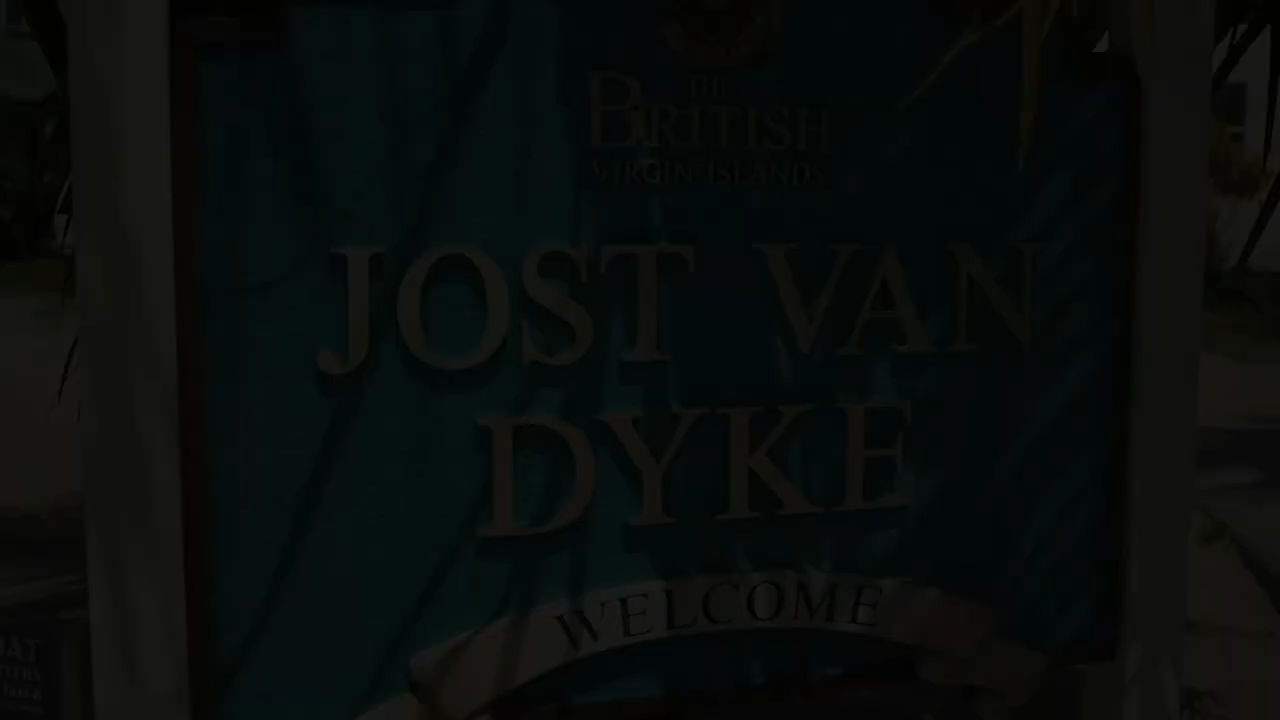 THE
BRITISH
VIRGIN ISLANDS
JOST VAN
DYKE
WELCOME